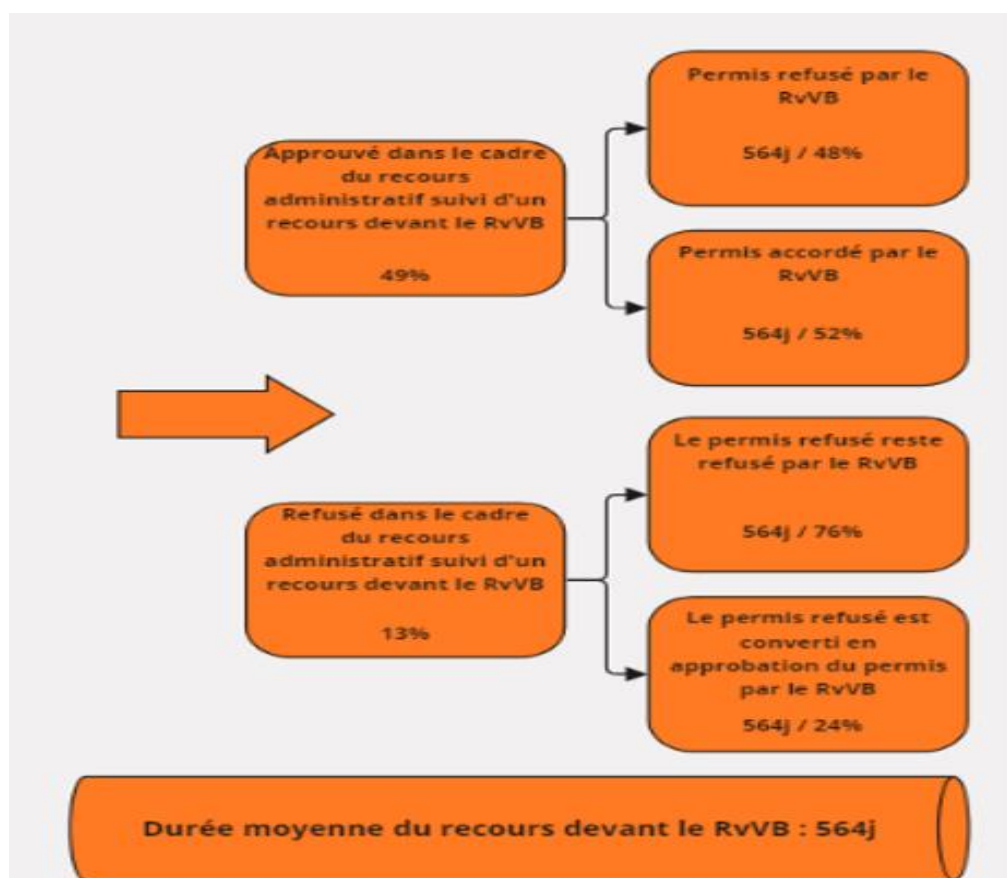 Approuvé dans le cadre
du recours
administratif suivi d'un
recours devant le RvVB
49%
Permis refusé par le
RvVB
564j / 48%
Permis accordé par le
RvVB
564j / 52%
Refusé dans le cadre
du recours
administratif suivi d'un
recours devant le RvVB
13%
Le permis refusé reste
refusé par le RvVB
564j / 76%
Le permis refusé est
converti en
approbation du permis
par le RvVB
564j / 24%
Durée moyenne du recours devant le RvVB : 564j